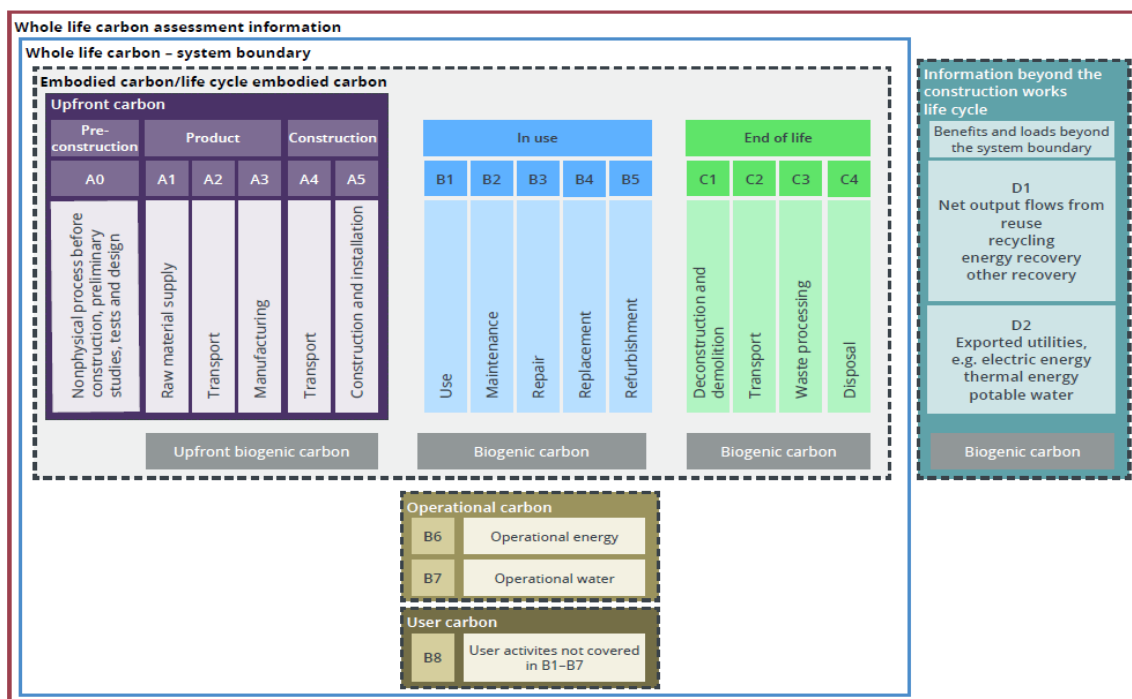 Whole life carbon assessment information
Whole life carbon – system boundary
Embodied carbon/life cycle embodied carbon
Upfront carbon
Pre-
construction
Product
Construction
A0
A1
A2
A3
A4
A5
Nonphysical process before
construction, preliminary
studies, tests and design
Raw material supply
Transport
Manufacturing
Transport
Construction and installation
Upfront biogenic carbon
In use
B1
B2
B3
B4
B5
Use
Maintenance
Repair
Replacement
Refurbishment
Biogenic carbon
End of life
C1
C2
C3
C4
Deconstruction and
demolition
Transport
Waste processing
Disposal
Biogenic carbon
Information beyond the
construction works
life cycle
Benefits and loads beyond
the system boundary
D1
Net output flows from
reuse
recycling
energy recovery
other recovery
D2
Exported utilities,
e.g. electric energy
thermal energy
potable water
Biogenic carbon
Operational carbon
B6
Operational energy
B7
Operational water
User carbon
B8
User activites not covered
in B1–B7